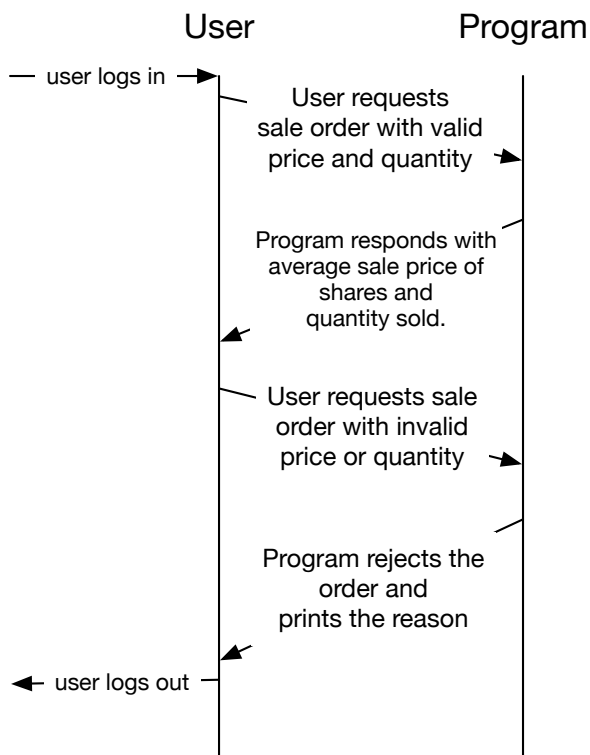 User
Program
user logs in
User requests
sale order with valid
price and quantity
Program responds with
average sale price of
shares and
quantity sold.
User requests sale
order with invalid
price or quantity
Program rejects the
order and
prints the reason
user logs out